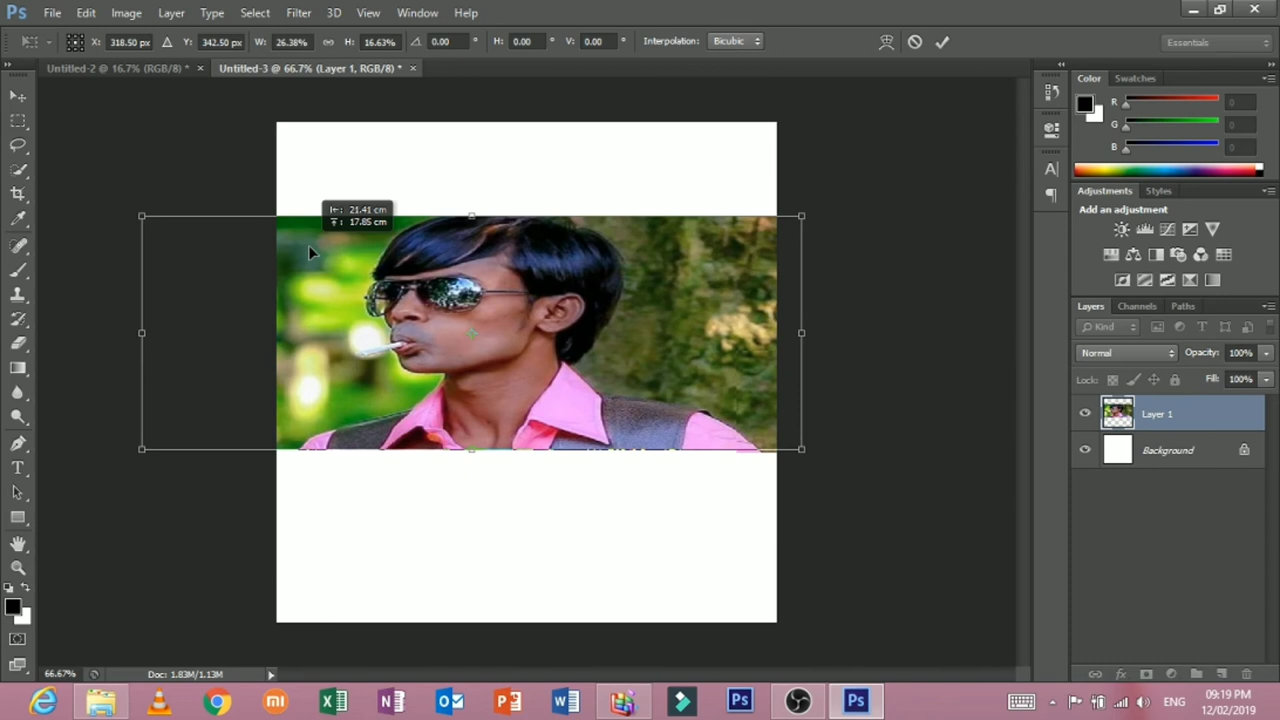 Ps File Edit Image Layer Type Select Filter 3D View Window Help
X: 318.50 px Y: 342.50 px W: 26.38% H: 16.63% 0.00 ° H: 0.00 ° V: 0.00 ° Interpolation: Bicubic Essentials
Untitled-2 @ 16.7% (RGB/8) * × Untitled-3 @ 66.7% (Layer 1, RGB/8) * ×
Color Swatches
R 0
G 0
B 0
Adjustments Styles
Add an adjustment
Layers Channels Paths
Kind
Normal Opacity: 100%
Lock: Fill: 100%
Layer 1
Background
21.41 cm
17.85 cm
T
66.67% Doc: 1.83M/1.13M
ENG 09:19 PM
12/02/2019